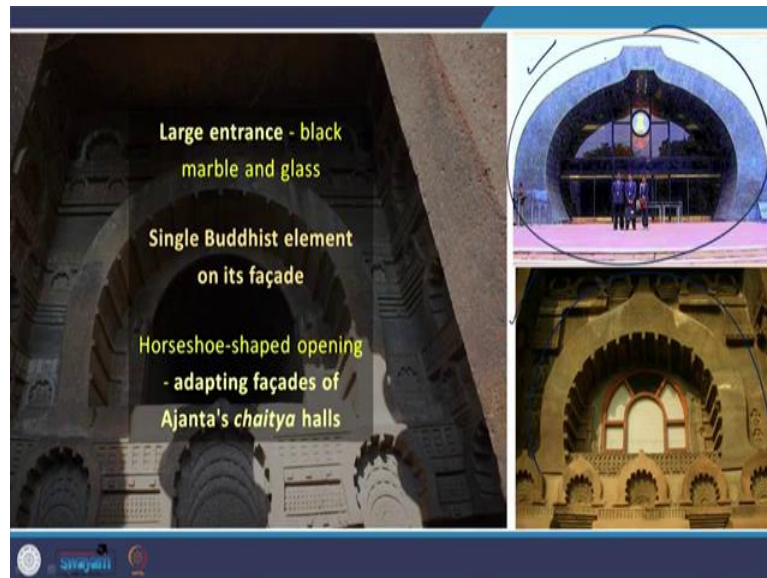 Large entrance - black
marble and glass
Single Buddhist element
on its façade
Horseshoe-shaped opening
- adapting façades of
Ajanta's chaitya halls
swayam